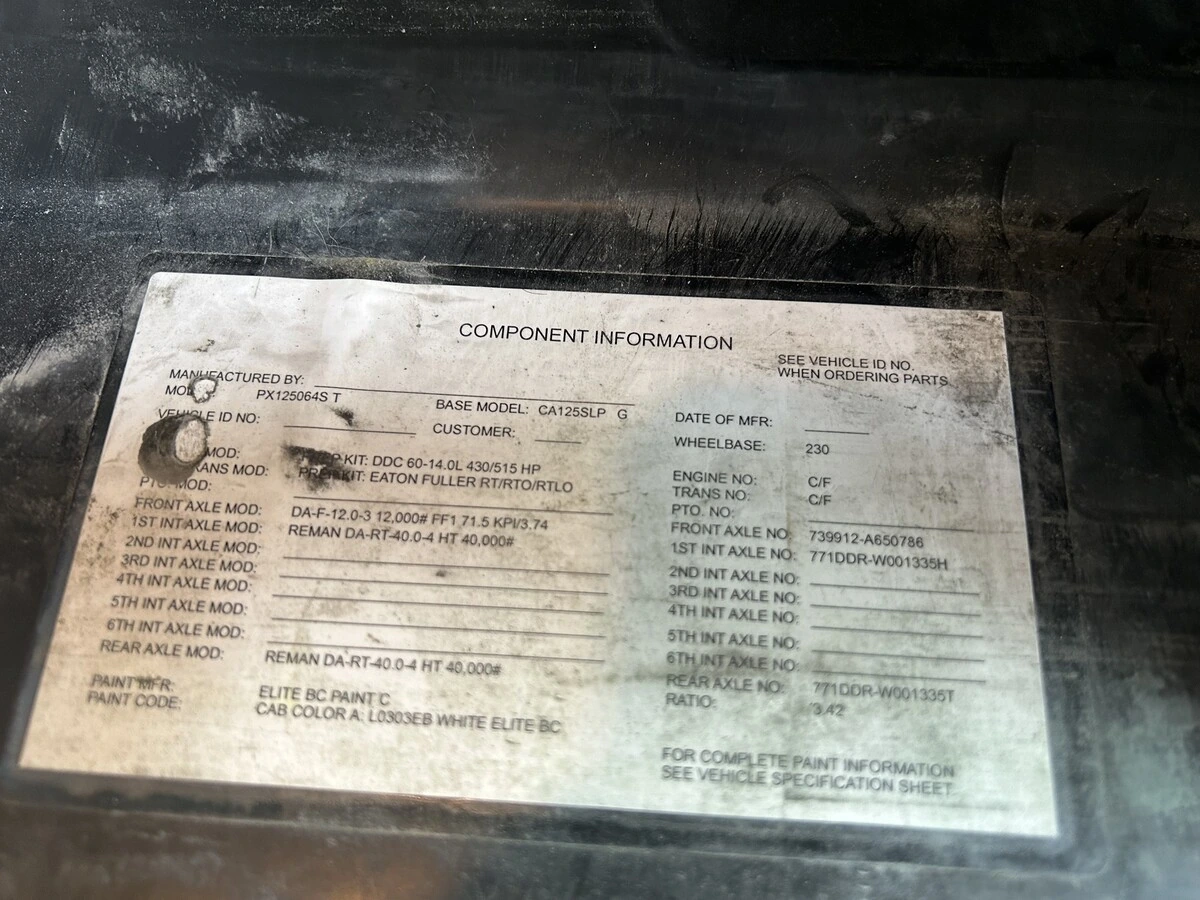 COMPONENT INFORMATION
SEE VEHICLE ID NO.
WHEN ORDERING PARTS
MANUFACTURED BY:
PX125064S T
BASE MODEL: CA125SLP G
DATE OF MFR:
VEHICLE ID NO:
CUSTOMER:
WHEELBASE: 230
MOD: KIT: DDC 60-14.0L 430/515 HP
ENGINE NO: C/F
MOD: KIT: EATON FULLER RT/RTO/RTLO
TRANS NO: C/F
PTO. MOD:
PTO. NO:
FRONT AXLE MOD: DA-F-12.0-3 12,000# FF1 71.5 KPI/3.74
FRONT AXLE NO: 739912-A650786
1ST INT AXLE MOD: REMAN DA-RT-40.0-4 HT 40,000#
1ST INT AXLE NO: 771DDR-W001335H
2ND INT AXLE MOD:
2ND INT AXLE NO:
3RD INT AXLE MOD:
3RD INT AXLE NO:
4TH INT AXLE MOD:
4TH INT AXLE NO:
5TH INT AXLE MOD:
5TH INT AXLE NO:
6TH INT AXLE MOD:
6TH INT AXLE NO:
REAR AXLE MOD: REMAN DA-RT-40.0-4 HT 40,000#
REAR AXLE NO: 771DDR-W001335T
RATIO: 3.42
PAINT MFR: ELITE BC PAINT C
PAINT CODE: CAB COLOR A: L0303EB WHITE ELITE BC
FOR COMPLETE PAINT INFORMATION
SEE VEHICLE SPECIFICATION SHEET